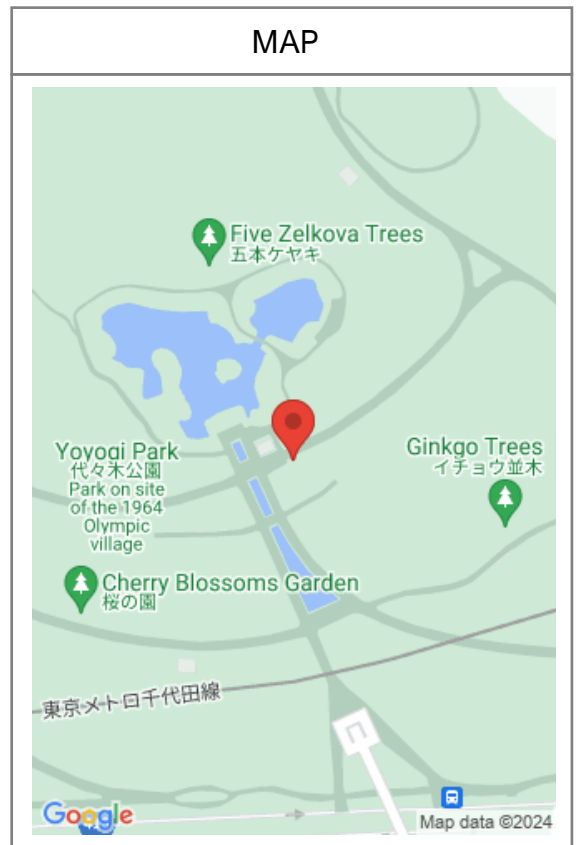 MAP
Five Zelkova Trees
五本ケヤキ
Yoyogi Park
代々木公園
Park on site
of the 1964
Olympic
village
Ginkgo Trees
イチョウ並木
Cherry Blossoms Garden
桜の園
東京メトロ千代田線
Google
Map data ©2024